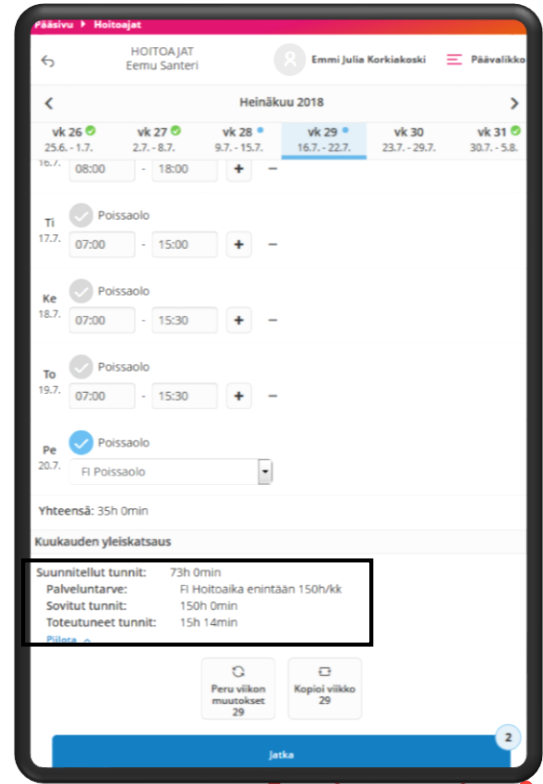 Pääsivu Hoitoajat
HOITOAJAT
Eemu Santeri
Emmi Julia Korkiakoski
Päävalikko
Heinäkuu 2018
vk 26 vk 27 vk 28 vk 29 vk 30 vk 31
25.6. - 1.7. 2.7. - 8.7. 9.7. - 15.7. 16.7. - 22.7. 23.7. - 29.7. 30.7. - 5.8.
16.7. 08:00 - 18:00 + −
Poissaolo
Ti
17.7. 07:00 - 15:00 + −
Poissaolo
Ke
18.7. 07:00 - 15:30 + −
Poissaolo
To
19.7. 07:00 - 15:30 + −
Poissaolo
Pe
20.7. FI Poissaolo
Yhteensä: 35h 0min
Kuukauden yleiskatsaus
Suunnitellut tunnit: 73h 0min
Palveluntarve: FI Hoitoaika enintään 150h/kk
Sovitut tunnit: 150h 0min
Toteutuneet tunnit: 15h 14min
Piilota
Peru viikon
muutokset
29
Kopioi viikko
29
2
Jatka